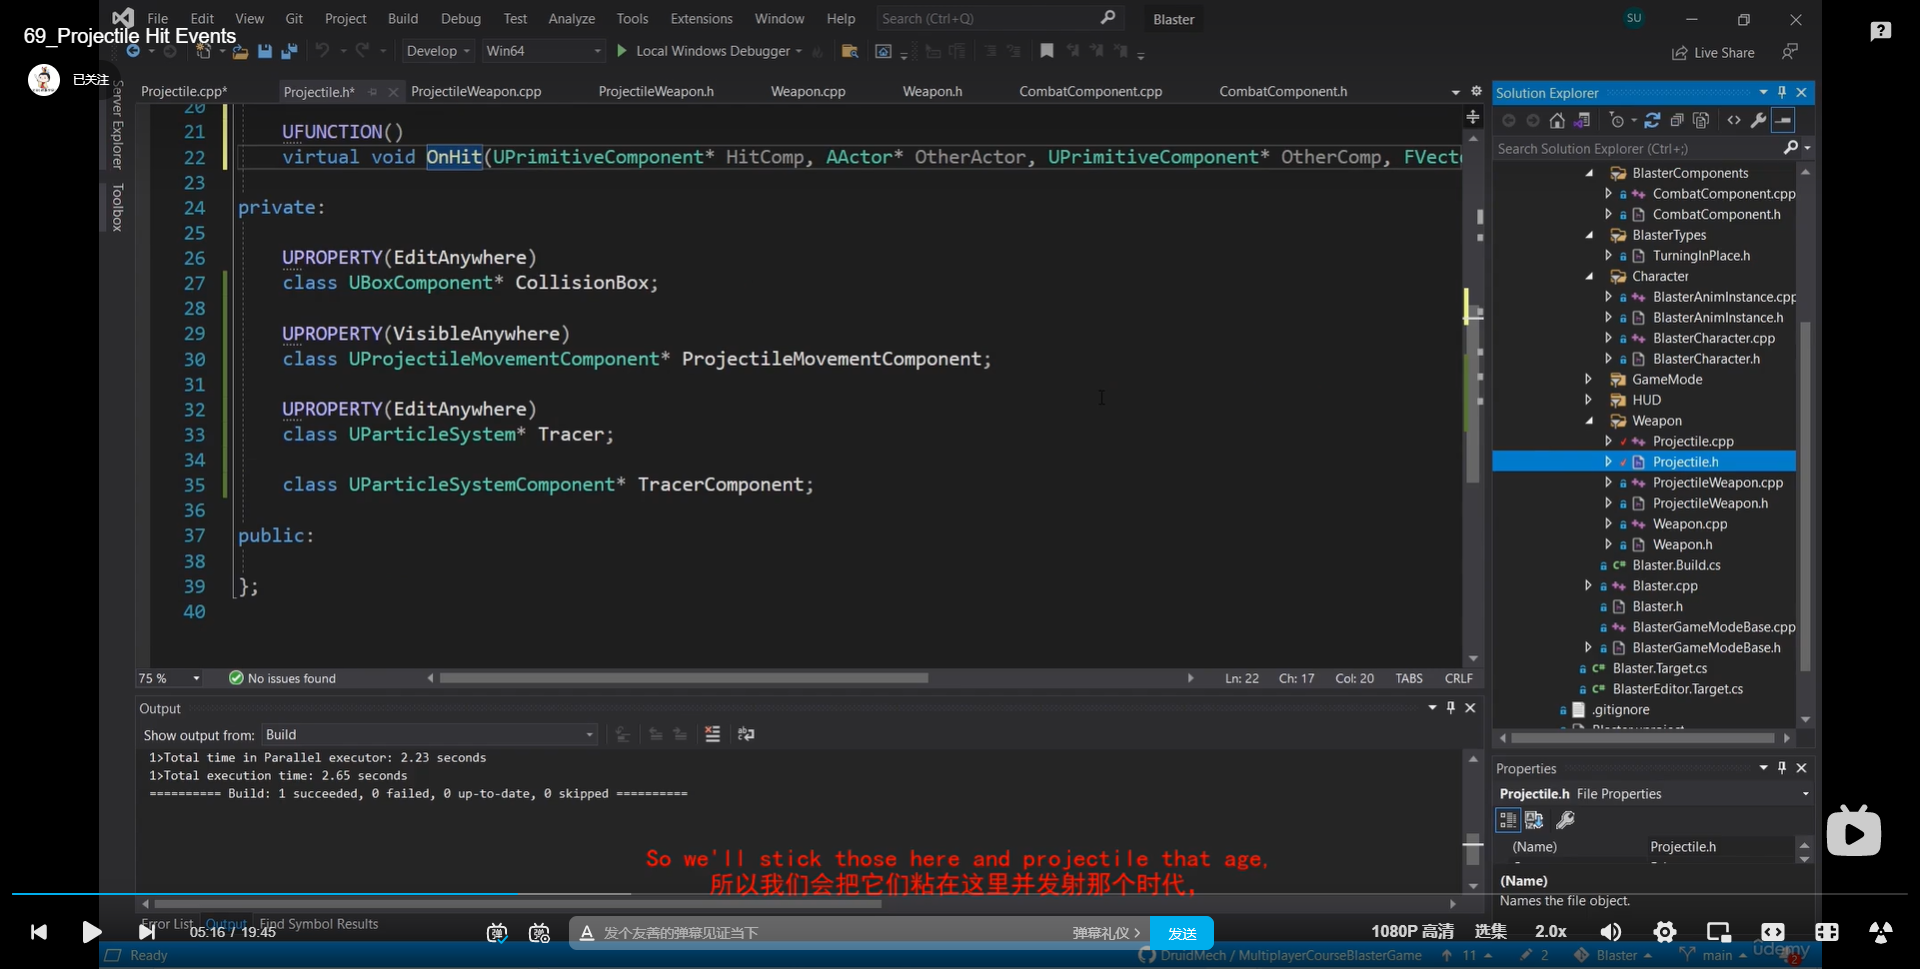 File Edit View Git Project Build Debug Test Analyze Tools Extensions Window Help Search (Ctrl+Q) Blaster SU
69_Projectile Hit Events
Develop Win64 Local Windows Debugger Live Share
已关注
Server Explorer
Toolbox
Projectile.cpp* Projectile.h* ProjectileWeapon.cpp ProjectileWeapon.h Weapon.cpp Weapon.h CombatComponent.cpp CombatComponent.h
20
21 UFUNCTION()
22 virtual void OnHit(UPrimitiveComponent* HitComp, AActor* OtherActor, UPrimitiveComponent* OtherComp, FVect
23
24 private:
25
26 UPROPERTY(EditAnywhere)
27 class UBoxComponent* CollisionBox;
28
29 UPROPERTY(VisibleAnywhere)
30 class UProjectileMovementComponent* ProjectileMovementComponent;
31
32 UPROPERTY(EditAnywhere)
33 class UParticleSystem* Tracer;
34
35 class UParticleSystemComponent* TracerComponent;
36
37 public:
38
39 };
40
75 % No issues found Ln: 22 Ch: 17 Col: 20 TABS CRLF
Output
Show output from: Build
1>Total time in Parallel executor: 2.23 seconds
1>Total execution time: 2.65 seconds
========== Build: 1 succeeded, 0 failed, 0 up-to-date, 0 skipped ==========
Solution Explorer
Search Solution Explorer (Ctrl+;)
BlasterComponents
CombatComponent.cpp
CombatComponent.h
BlasterTypes
TurningInPlace.h
Character
BlasterAnimInstance.cpp
BlasterAnimInstance.h
BlasterCharacter.cpp
BlasterCharacter.h
GameMode
HUD
Weapon
Projectile.cpp
Projectile.h
ProjectileWeapon.cpp
ProjectileWeapon.h
Weapon.cpp
Weapon.h
Blaster.Build.cs
Blaster.cpp
Blaster.h
BlasterGameModeBase.cpp
BlasterGameModeBase.h
Blaster.Target.cs
BlasterEditor.Target.cs
.gitignore
Properties
Projectile.h File Properties
(Name) Projectile.h
(Name)
Names the file object.
So we'll stick those here and projectile that age,
所以我们会把它们粘在这里并发射那个时代，
Error List Output Find Symbol Results
05:16 / 19:45 发个友善的弹幕见证当下 弹幕礼仪 发送 1080P 高清 选集 2.0x
udemy
Ready DruidMech / MultiplayerCourseBlasterGame 11 2 Blaster main 2